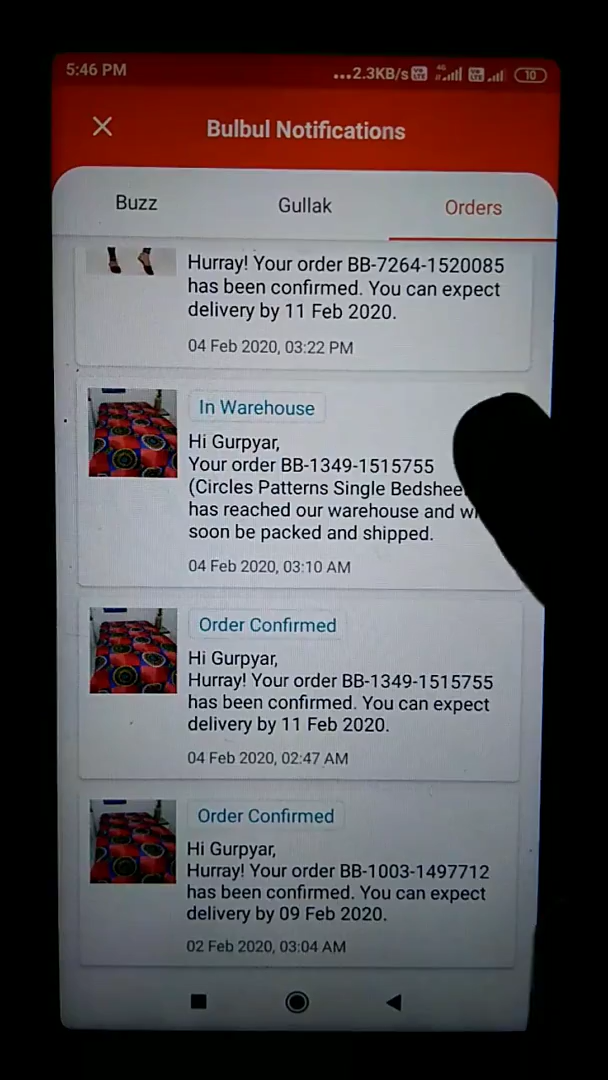 5:46 PM
...2.3KB/s 4G 10
Bulbul Notifications
Buzz Gullak Orders
Hurray! Your order BB-7264-1520085
has been confirmed. You can expect
delivery by 11 Feb 2020.
04 Feb 2020, 03:22 PM
In Warehouse
Hi Gurpyar,
Your order BB-1349-1515755
(Circles Patterns Single
has reached our warehouse and
soon be packed and shipped.
04 Feb 2020, 03:10 AM
Order Confirmed
Hi Gurpyar,
Hurray! Your order BB-1349-1515755
has been confirmed. You can expect
delivery by 11 Feb 2020.
04 Feb 2020, 02:47 AM
Order Confirmed
Hi Gurpyar,
Hurray! Your order BB-1003-1497712
has been confirmed. You can expect
delivery by 09 Feb 2020.
02 Feb 2020, 03:04 AM